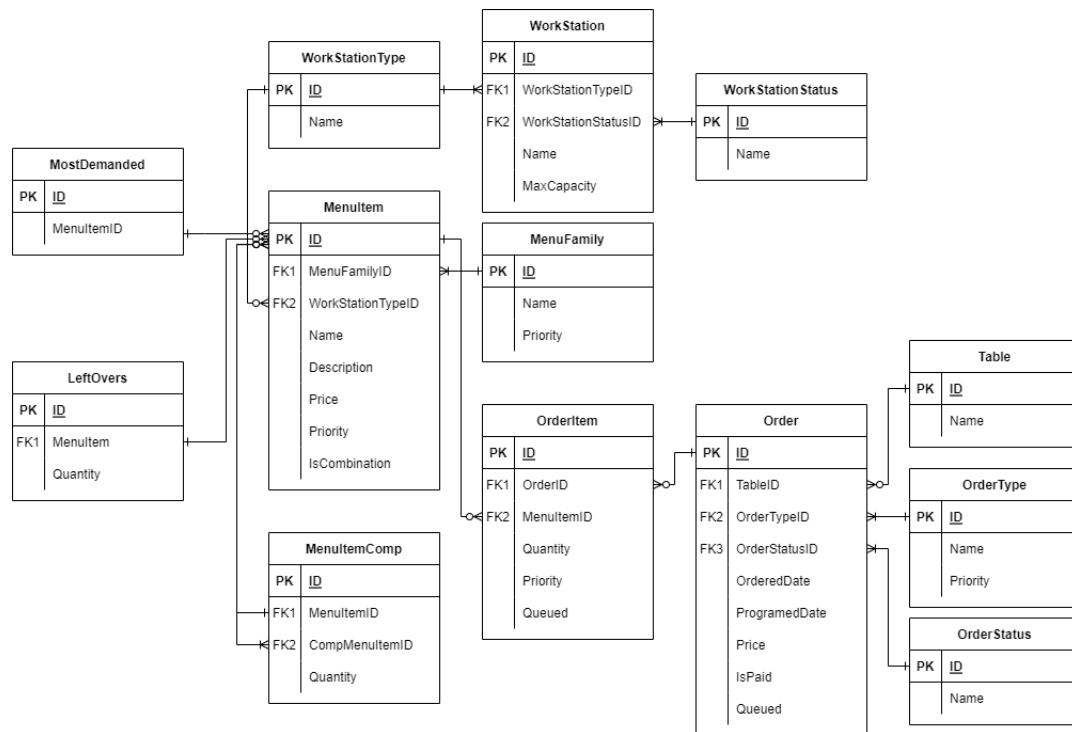 WorkStation
PK ID
FK1 WorkStationTypeID
FK2 WorkStationStatusID
Name
MaxCapacity
WorkStationType
PK ID
Name
WorkStationStatus
PK ID
Name
MostDemanded
PK ID
MenuItemID
MenuItem
PK ID
FK1 MenuFamilyID
FK2 WorkStationTypeID
Name
Description
Price
Priority
IsCombination
MenuFamily
PK ID
Name
Priority
LeftOvers
PK ID
FK1 MenuItem
Quantity
OrderItem
PK ID
FK1 OrderID
FK2 MenuItemID
Quantity
Priority
Queued
Order
PK ID
FK1 TableID
FK2 OrderTypeID
FK3 OrderStatusID
OrderedDate
ProgramedDate
Price
IsPaid
Queued
Table
PK ID
Name
OrderType
PK ID
Name
Priority
MenuItemComp
PK ID
FK1 MenuItemID
FK2 CompMenuItemID
Quantity
OrderStatus
PK ID
Name